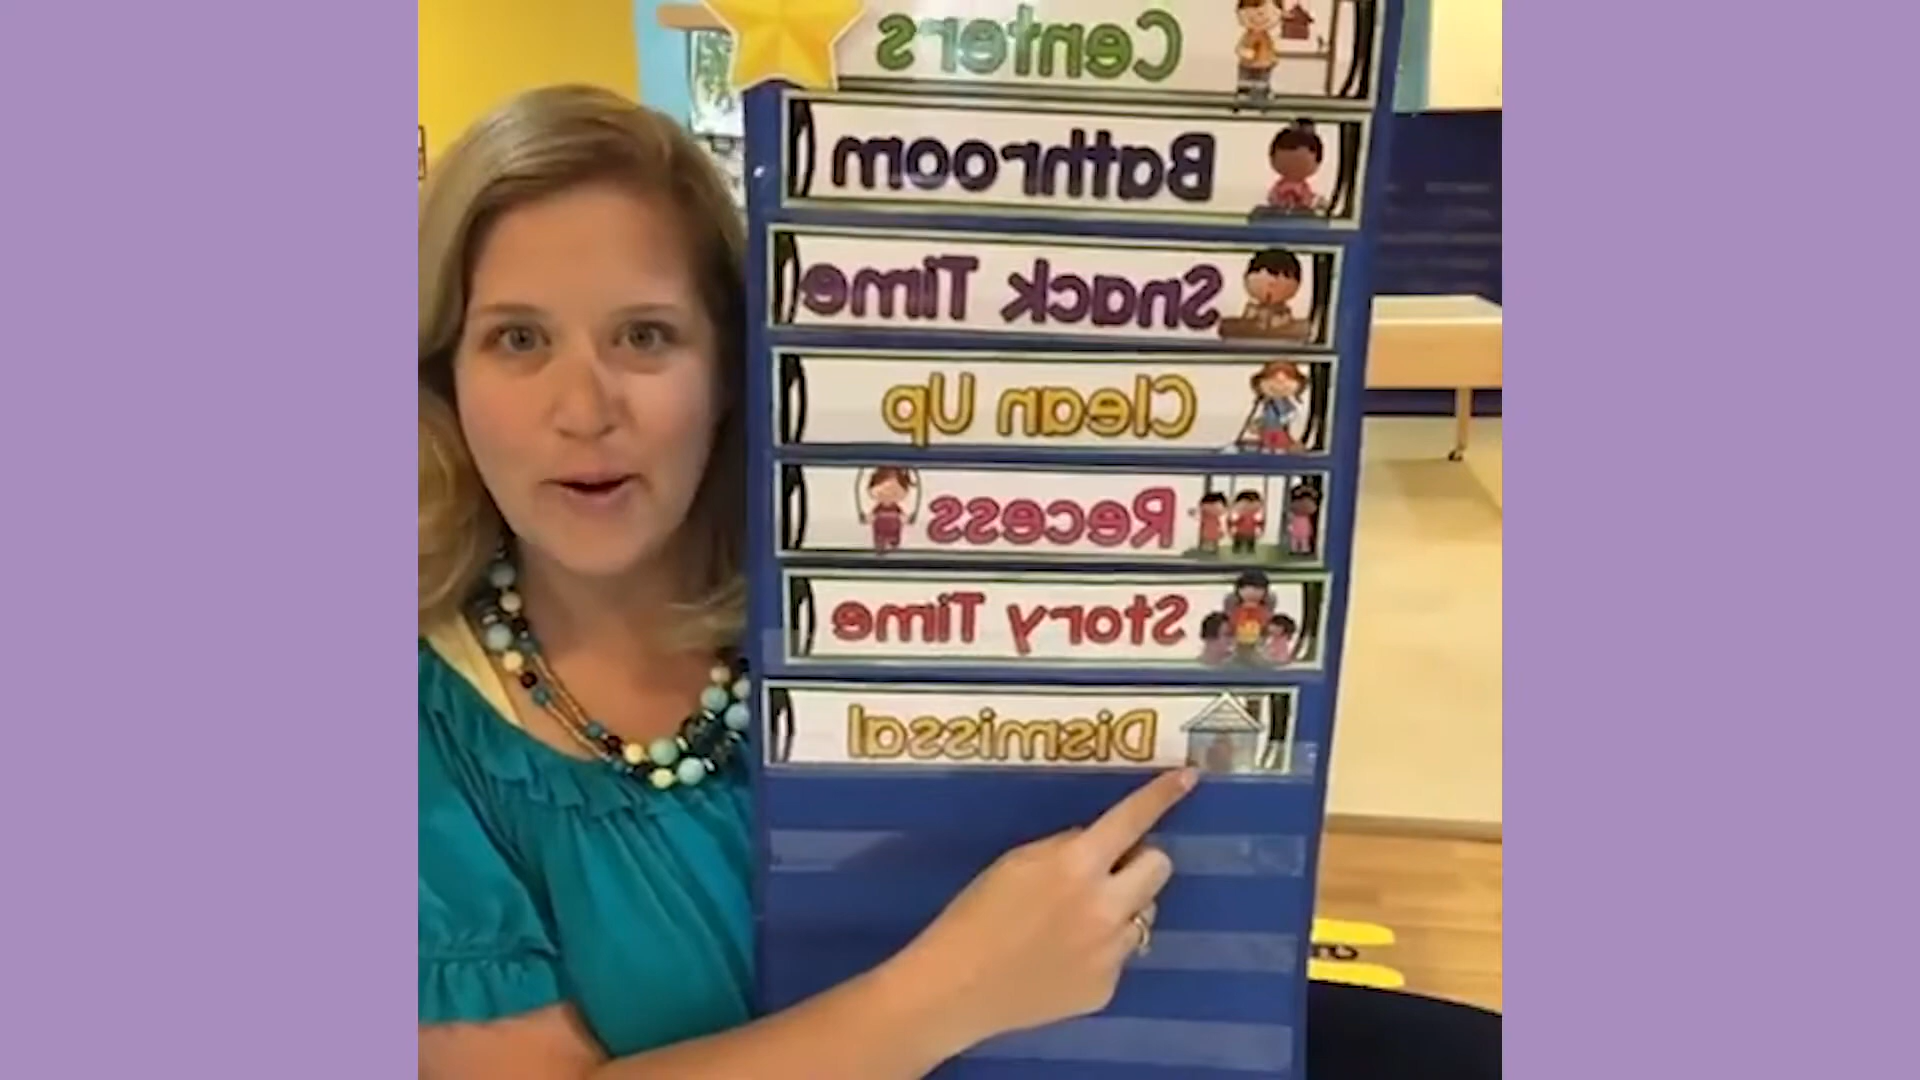 Centers
Bathroom
Snack Time
Clean Up
Recess
Story Time
Dismissal